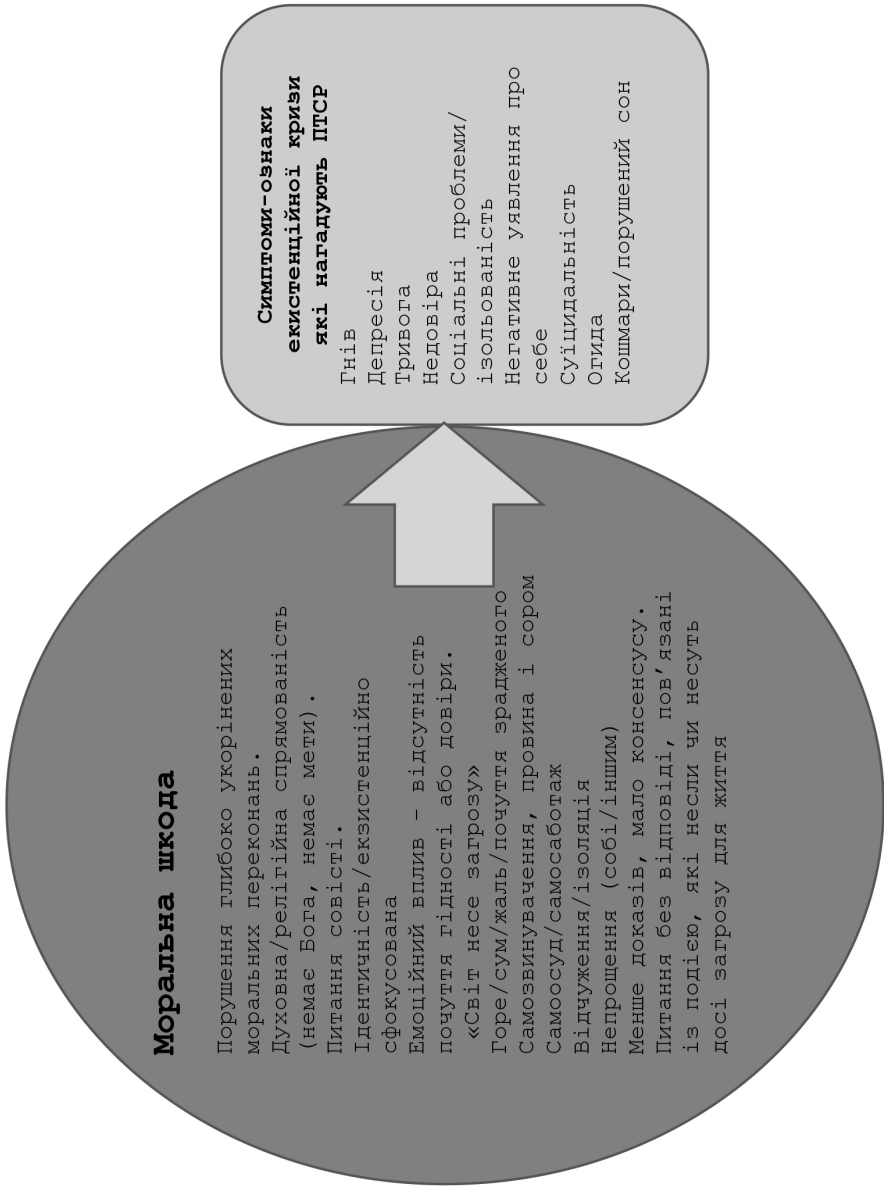 Моральна шкода
Порушення глибоко укорінених
моральних переконань.
Духовна/релігійна спрямованість
(немає Бога, немає мети).
Питання совісті.
Ідентичність/екзистенційно
сфокусована
Емоційний вплив – відсутність
почуття гідності або довіри.
«Світ несе загрозу»
Горе/сум/жаль/почуття зрадженого
Самозвинувачення, провина і сором
Самоосуд/самосаботаж
Відчуження/ізоляція
Непрощення (собі/іншим)
Менше доказів, мало консенсусу.
Питання без відповіді, пов’язані
із подією, які несли чи несуть
досі загрозу для життя
Симптоми-ознаки
екистенційної кризи
які нагадують ПТСР
Гнів
Депресія
Тривога
Недовіра
Соціальні проблеми/
ізольованість
Негативне уявлення про
себе
Суїцидальність
Огида
Кошмари/порушений сон